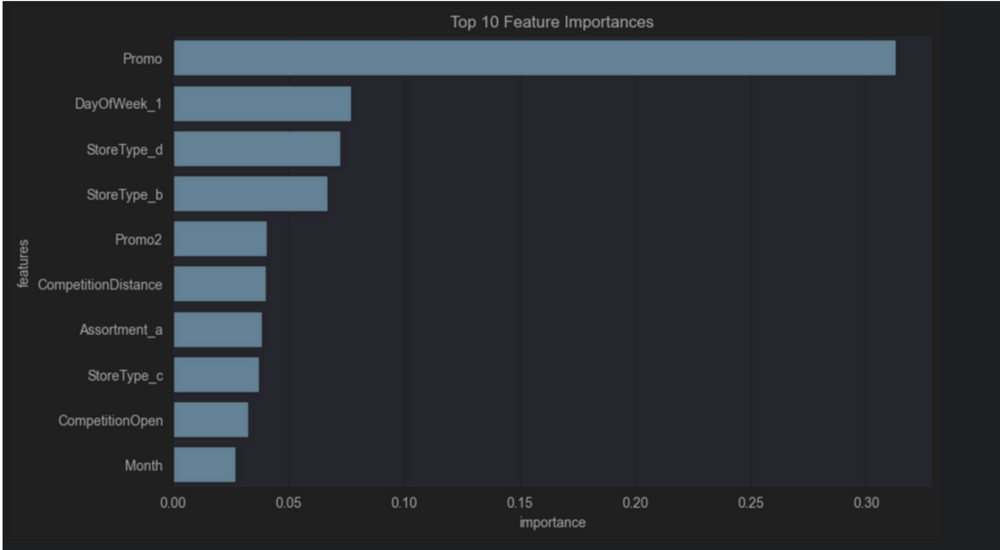 Top 10 Feature Importances
Promo
DayOfWeek_1
StoreType_d
StoreType_b
Promo2
features
CompetitionDistance
Assortment_a
StoreType_c
CompetitionOpen
Month
0.00 0.05 0.10 0.15 0.20 0.25 0.30
importance